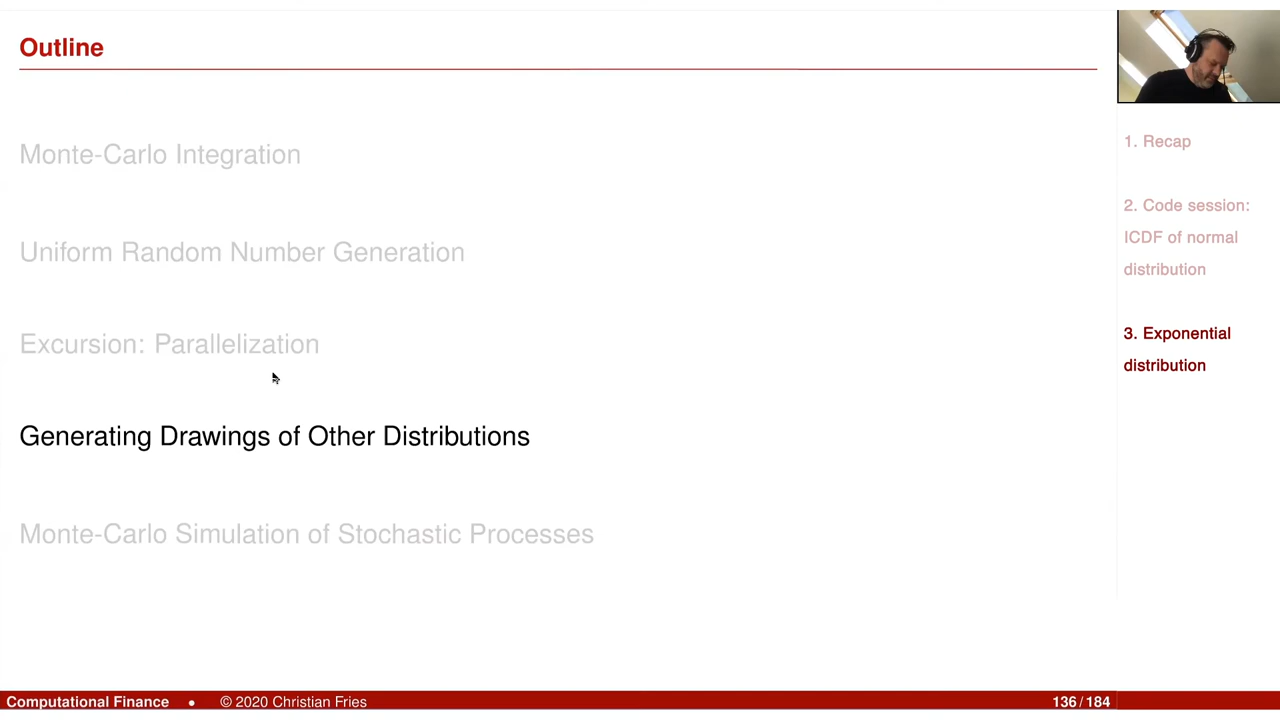 Outline
Monte-Carlo Integration
Uniform Random Number Generation
Excursion: Parallelization
Generating Drawings of Other Distributions
Monte-Carlo Simulation of Stochastic Processes
1. Recap
2. Code session:
ICDF of normal
distribution
3. Exponential
distribution
Computational Finance • © 2020 Christian Fries 136 / 184